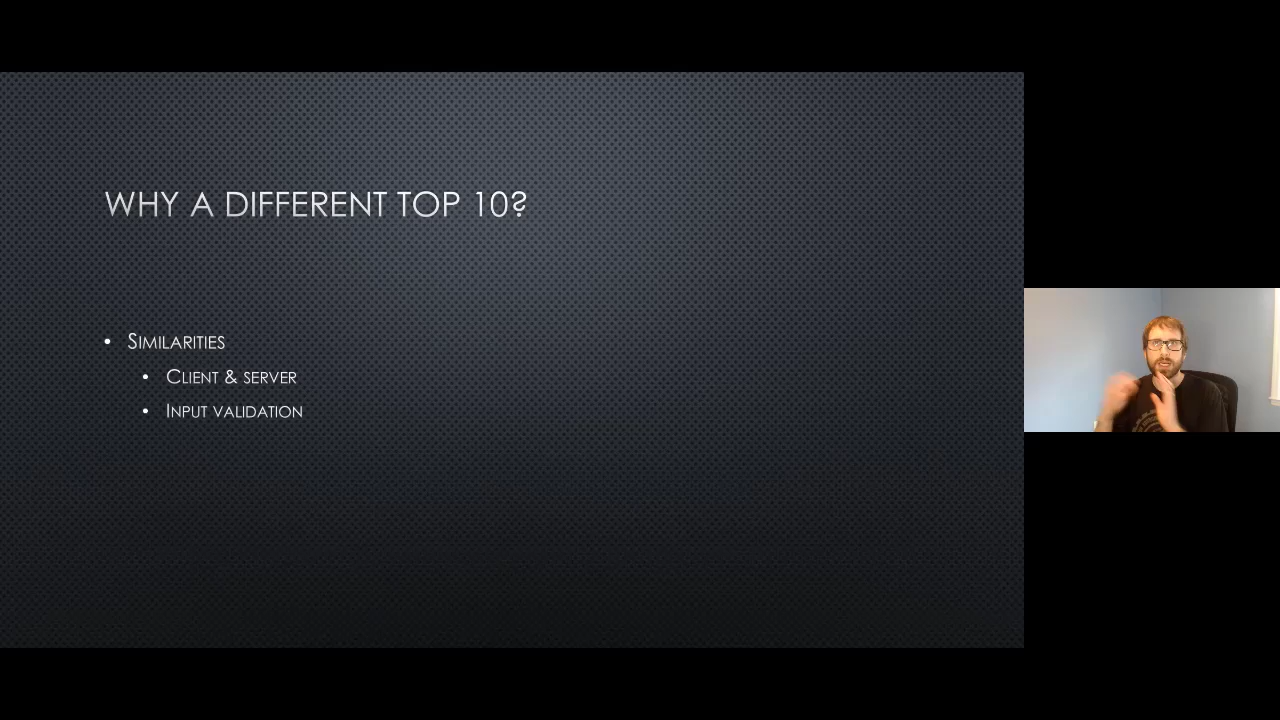 WHY A DIFFERENT TOP 10?
• SIMILARITIES
• CLIENT & SERVER
• INPUT VALIDATION